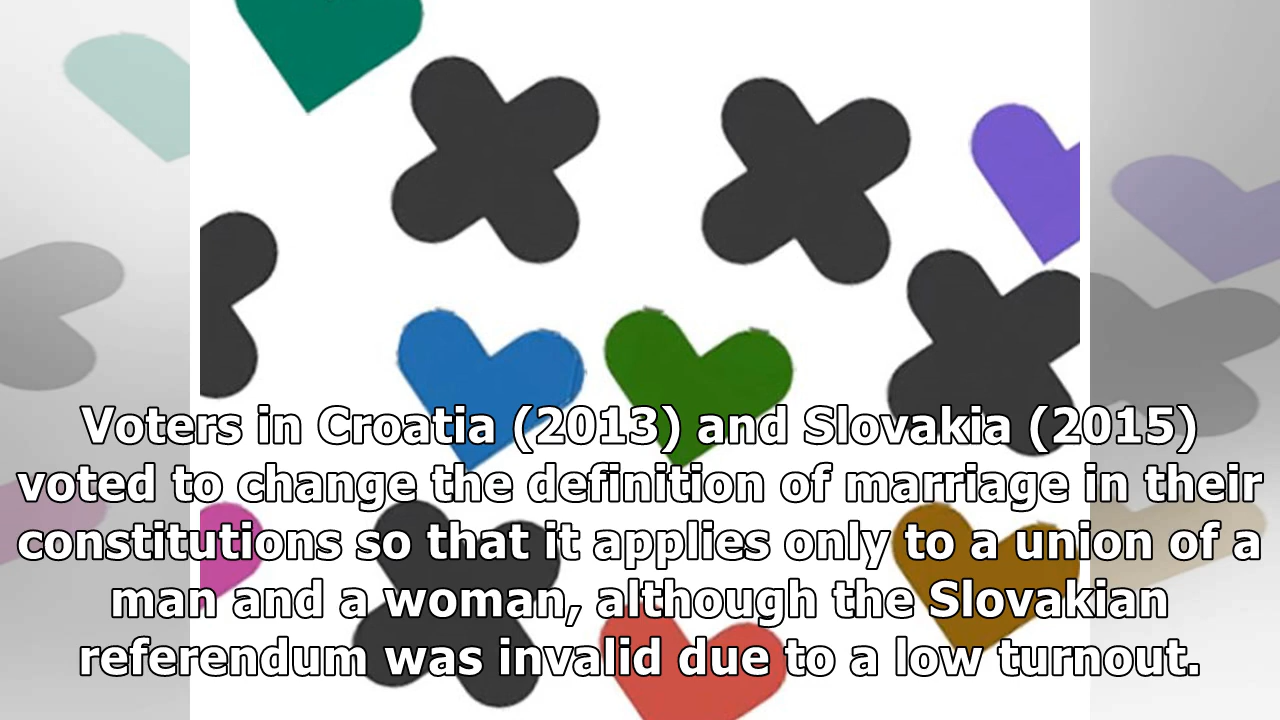 Voters in Croatia (2013) and Slovakia (2015)
voted to change the definition of marriage in their
constitutions so that it applies only to a union of a
man and a woman, although the Slovakian
referendum was invalid due to a low turnout.